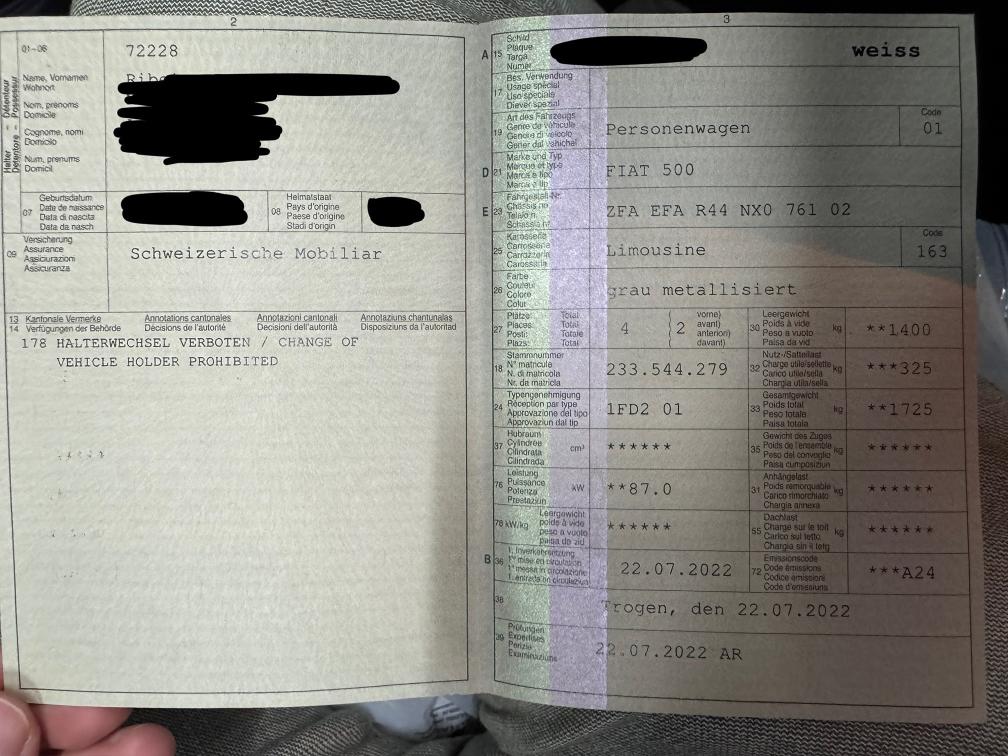 2
01-06
72228
Halter - Détenteur
Detentore - Possessur
Name, Vornamen
Wohnort
Nom, prénoms
Domicile
Cognome, nomi
Domicilio
Num, prenums
Domicil
07
Geburtsdatum
Date de naissance
Data di nascita
Data da nasch
08
Heimatstaat
Pays d'origine
Paese d'origine
Stadi d'origin
09
Versicherung
Assurance
Assicurazioni
Assicuranza
Schweizerische Mobiliar
13 Kantonale Vermerke Annotations cantonales Annotazioni cantonali Annotaziuns chantunalas
14 Verfügungen der Behörde Décisions de l'autorité Decisioni dell'autorità Disposiziuns da l'autoritad
178 HALTERWECHSEL VERBOTEN / CHANGE OF
VEHICLE HOLDER PROHIBITED
3
A 15
Schild
Plaque
Targa
Numer
weiss
17
Bes. Verwendung
Usage spécial
Uso speciale
Diever spezial
19
Art des Fahrzeugs
Genre de véhicule
Genere di veicolo
Gener dal vehichel
Personenwagen
Code
01
D 21
Marke und Typ
Marque et type
Marca e tipo
Marca e tip
FIAT 500
E 23
Fahrgestell-Nr.
Châssis no
Telaio n.
Schassis nr.
ZFA EFA R44 NX0 761 02
25
Karosserie
Carrosserie
Carrozzeria
Carossaria
Limousine
Code
163
26
Farbe
Couleur
Colore
Colur
grau metallisiert
27
Plätze: Total
Places: Total
Posti: Totale
Plazs: Total
4
( vorne)
( 2 avant)
( anteriori)
( davant)
30
Leergewicht
Poids à vide
Peso a vuoto
Paisa da vid
kg
**1400
18
Stammnummer
N° matricule
N. di matricola
Nr. da matricla
233.544.279
32
Nutz-/Sattellast
Charge utile/sellette
Carico utile/sella
Chargia utila/sella
kg
***325
24
Typengenehmigung
Réception par type
Approvazione del tipo
Approvaziun dal tip
1FD2 01
33
Gesamtgewicht
Poids total
Peso totale
Paisa totala
kg
**1725
37
Hubraum
Cylindrée
Cilindrata
Cilindrada
cm³
******
35
Gewicht des Zuges
Poids de l'ensemble
Peso del convoglio
Paisa cumposiziun
kg
******
76
Leistung
Puissance
Potenza
Prestaziun
kW
**87.0
31
Anhängelast
Poids remorquable
Carico rimorchiato
Chargia annexa
kg
******
78 kW/kg
Leergewicht
poids à vide
peso a vuoto
paisa da vid
******
55
Dachlast
Charge sur le toit
Carico sul tetto
Chargia sin il tetg
kg
******
B 36
1. Inverkehrsetzung
1re mise en circulation
1a messa in circolazione
1. entrada en circulaziun
22.07.2022
72
Emissionscode
Code émissions
Codice emissioni
Code d'emissiuns
***A24
38
Trogen, den 22.07.2022
39
Prüfungen
Expertises
Perizie
Examinaziuns
22.07.2022 AR